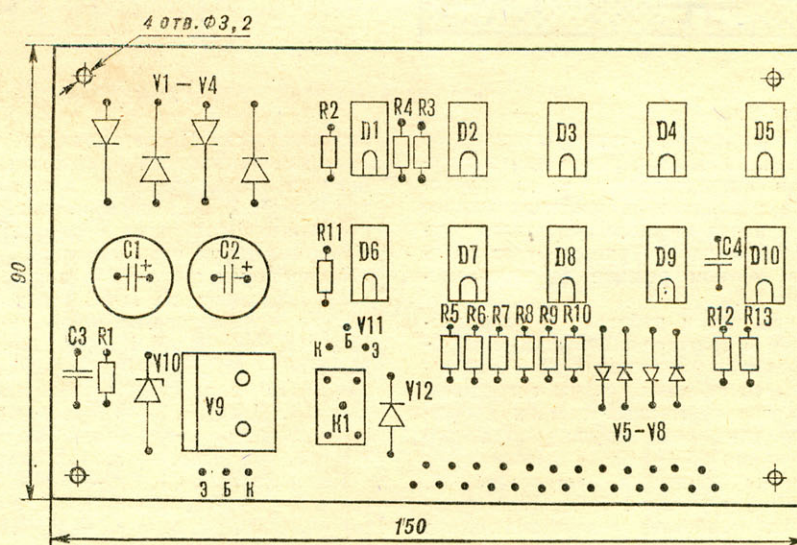 4 отв. Ф3,2
V1–V4
R2 D1 R4 R3 D2 D3 D4 D5
C1 + C2 + R11 D6 D7 D8 D9 C4 D10
90
C3 R1 V10 V9 К Б V11 Э R5 R6 R7 R8 R9 R10 R12 R13
K1 V12
V5–V8
Э Б К
150